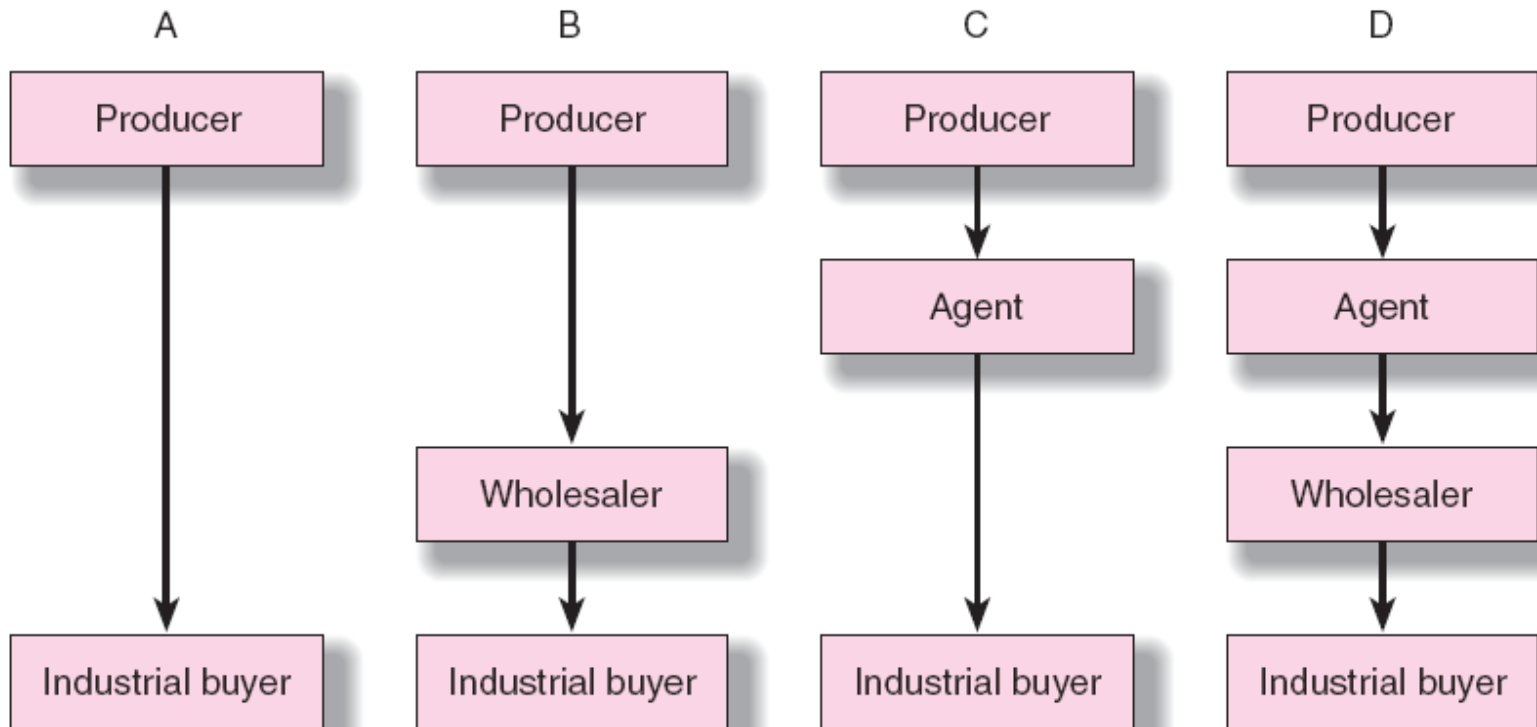 A
B
C
D
Producer
Producer
Producer
Producer
Agent
Agent
Wholesaler
Wholesaler
Industrial buyer
Industrial buyer
Industrial buyer
Industrial buyer